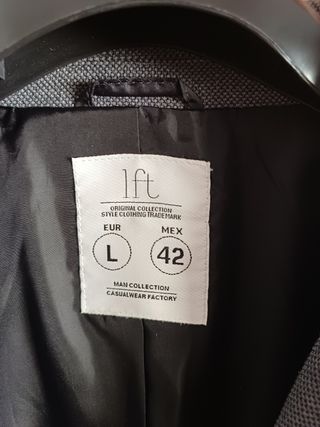 lft
ORIGINAL COLLECTION
STYLE CLOTHING TRADEMARK
EUR MEX
L 42
MAN COLLECTION
CASUALWEAR FACTORY